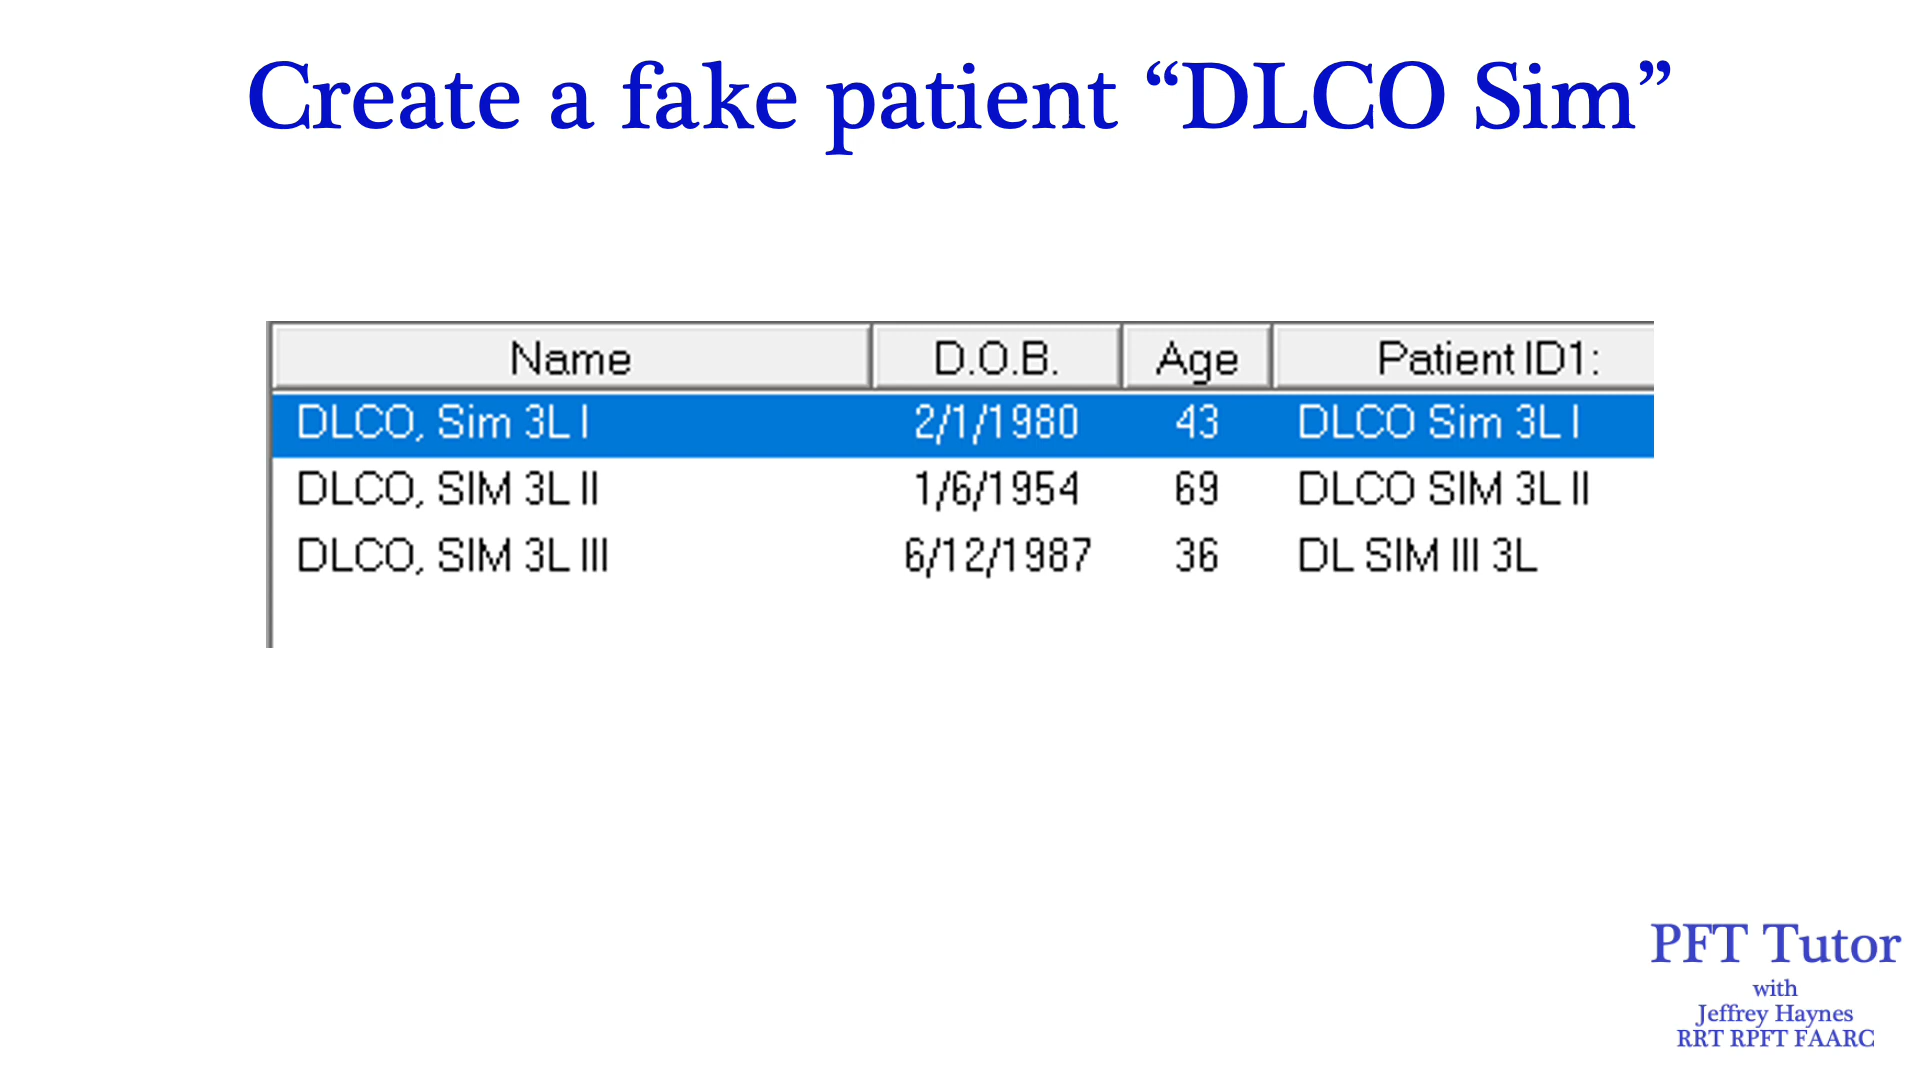 Create a fake patient “DLCO Sim”
Name D.O.B. Age Patient ID1:
DLCO, Sim 3L I 2/1/1980 43 DLCO Sim 3L I
DLCO, SIM 3L II 1/6/1954 69 DLCO SIM 3L II
DLCO, SIM 3L III 6/12/1987 36 DL SIM III 3L
PFT Tutor
with
Jeffrey Haynes
RRT RPFT FAARC